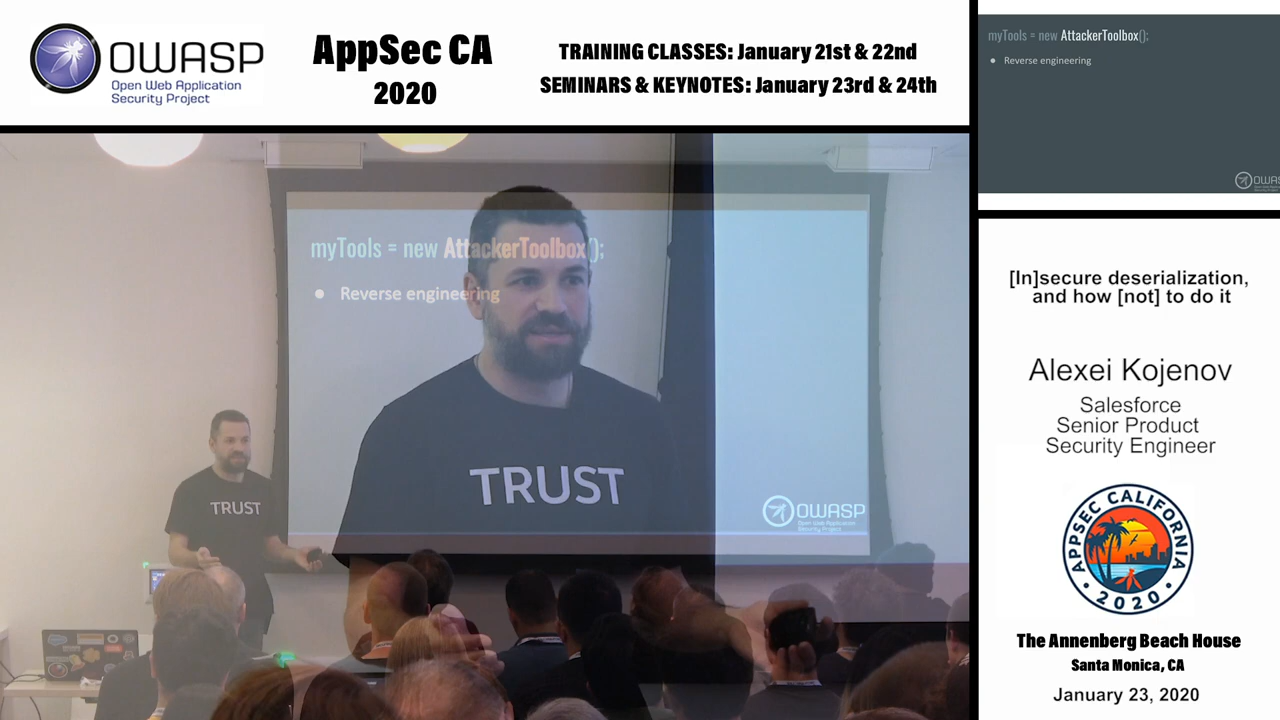 OWASP
Open Web Application
Security Project
AppSec CA
2020
TRAINING CLASSES: January 21st & 22nd
SEMINARS & KEYNOTES: January 23rd & 24th
myTools = new AttackerToolbox();
● Reverse engineering
OWAS
myTools = new AttackerToolbox();
● Reverse engineering
TRUST
TRUST
OWASP
Open Web Application
Security Project
[In]secure deserialization,
and how [not] to do it
Alexei Kojenov
Salesforce
Senior Product
Security Engineer
APPSEC CALIFORNIA
• 2020 •
The Annenberg Beach House
Santa Monica, CA
January 23, 2020